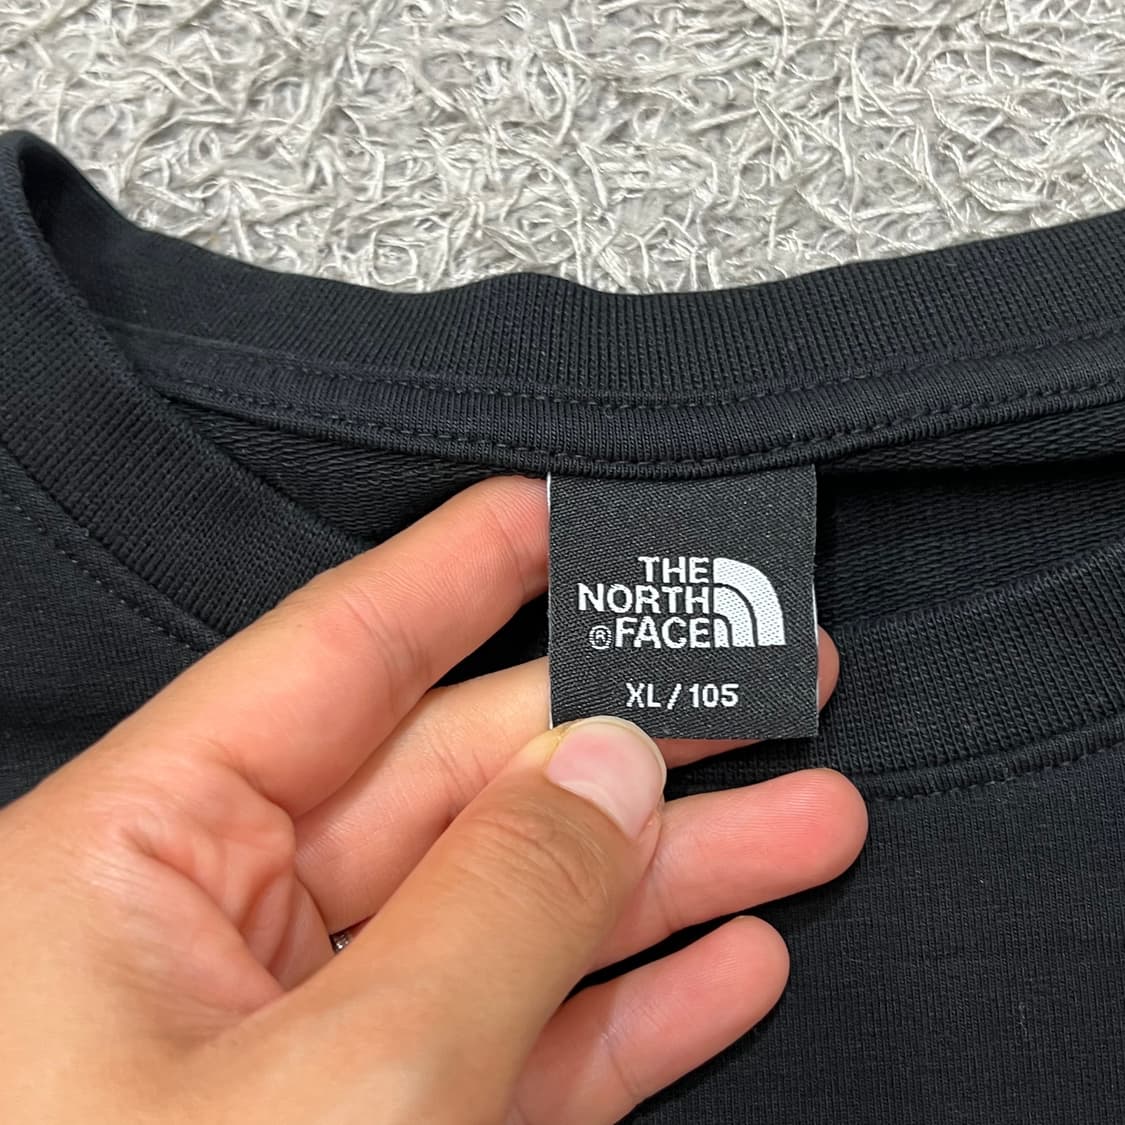 THE
NORTH
®FACE
XL/105